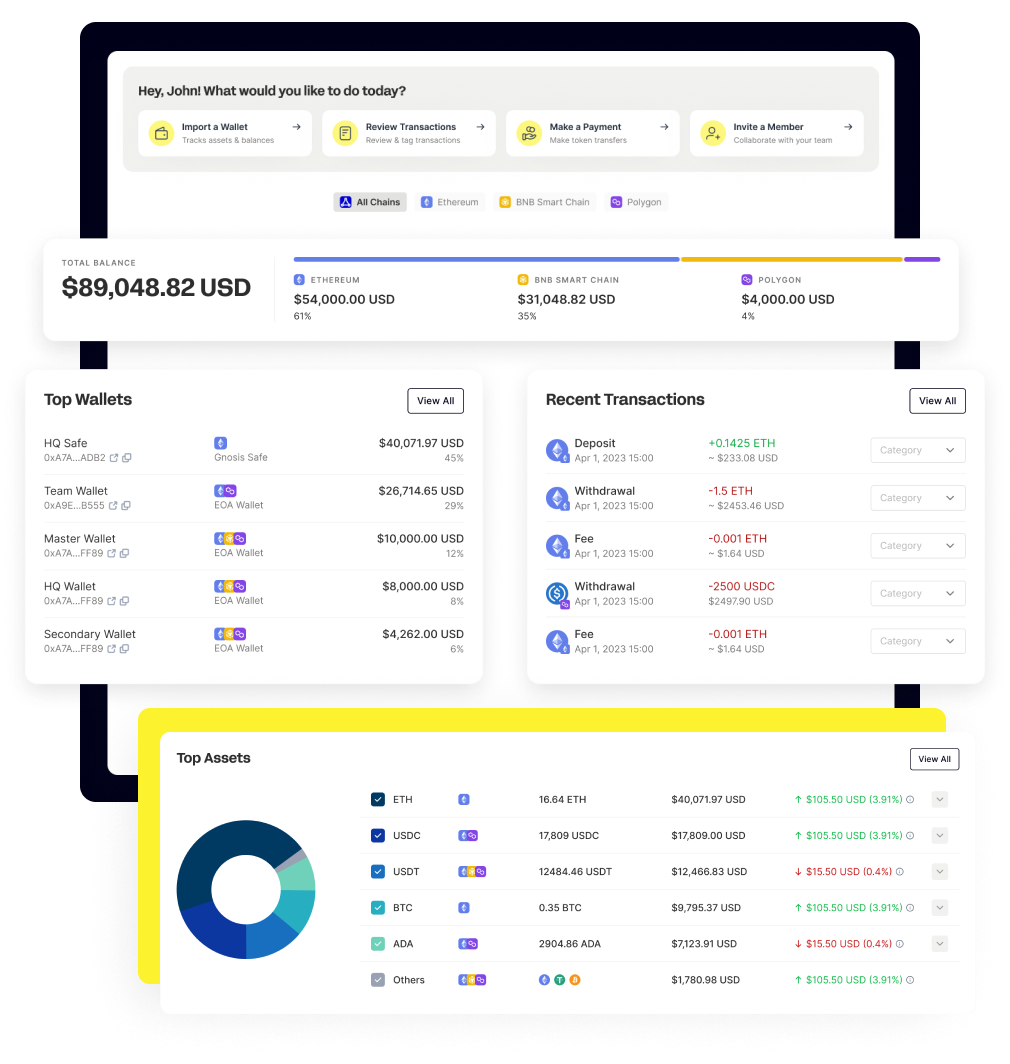 Hey, John! What would you like to do today?
Import a Wallet
Tracks assets & balances
Review Transactions
Review & tag transactions
Make a Payment
Make token transfers
Invite a Member
Collaborate with your team
All Chains Ethereum BNB Smart Chain Polygon
TOTAL BALANCE
$89,048.82 USD
ETHEREUM
$54,000.00 USD
61%
BNB SMART CHAIN
$31,048.82 USD
35%
POLYGON
$4,000.00 USD
4%
Top Wallets View All
HQ Safe $40,071.97 USD
0xA7A...ADB2 Gnosis Safe 45%
Team Wallet $26,714.65 USD
0xA9E...B555 EOA Wallet 29%
Master Wallet $10,000.00 USD
0xA7A...FF89 EOA Wallet 12%
HQ Wallet $8,000.00 USD
0xA7A...FF89 EOA Wallet 8%
Secondary Wallet $4,262.00 USD
0xA7A...FF89 EOA Wallet 6%
Recent Transactions View All
Deposit +0.1425 ETH Category
Apr 1, 2023 15:00 ~ $233.08 USD
Withdrawal -1.5 ETH Category
Apr 1, 2023 15:00 ~ $2453.46 USD
Fee -0.001 ETH Category
Apr 1, 2023 15:00 ~ $1.64 USD
Withdrawal -2500 USDC Category
Apr 1, 2023 15:00 $2497.90 USD
Fee -0.001 ETH Category
Apr 1, 2023 15:00 ~ $1.64 USD
Top Assets View All
ETH 16.64 ETH $40,071.97 USD ↑ $105.50 USD (3.91%)
USDC 17,809 USDC $17,809.00 USD ↑ $105.50 USD (3.91%)
USDT 12484.46 USDT $12,466.83 USD ↓ $15.50 USD (0.4%)
BTC 0.35 BTC $9,795.37 USD ↑ $105.50 USD (3.91%)
ADA 2904.86 ADA $7,123.91 USD ↓ $15.50 USD (0.4%)
Others $1,780.98 USD ↑ $105.50 USD (3.91%)